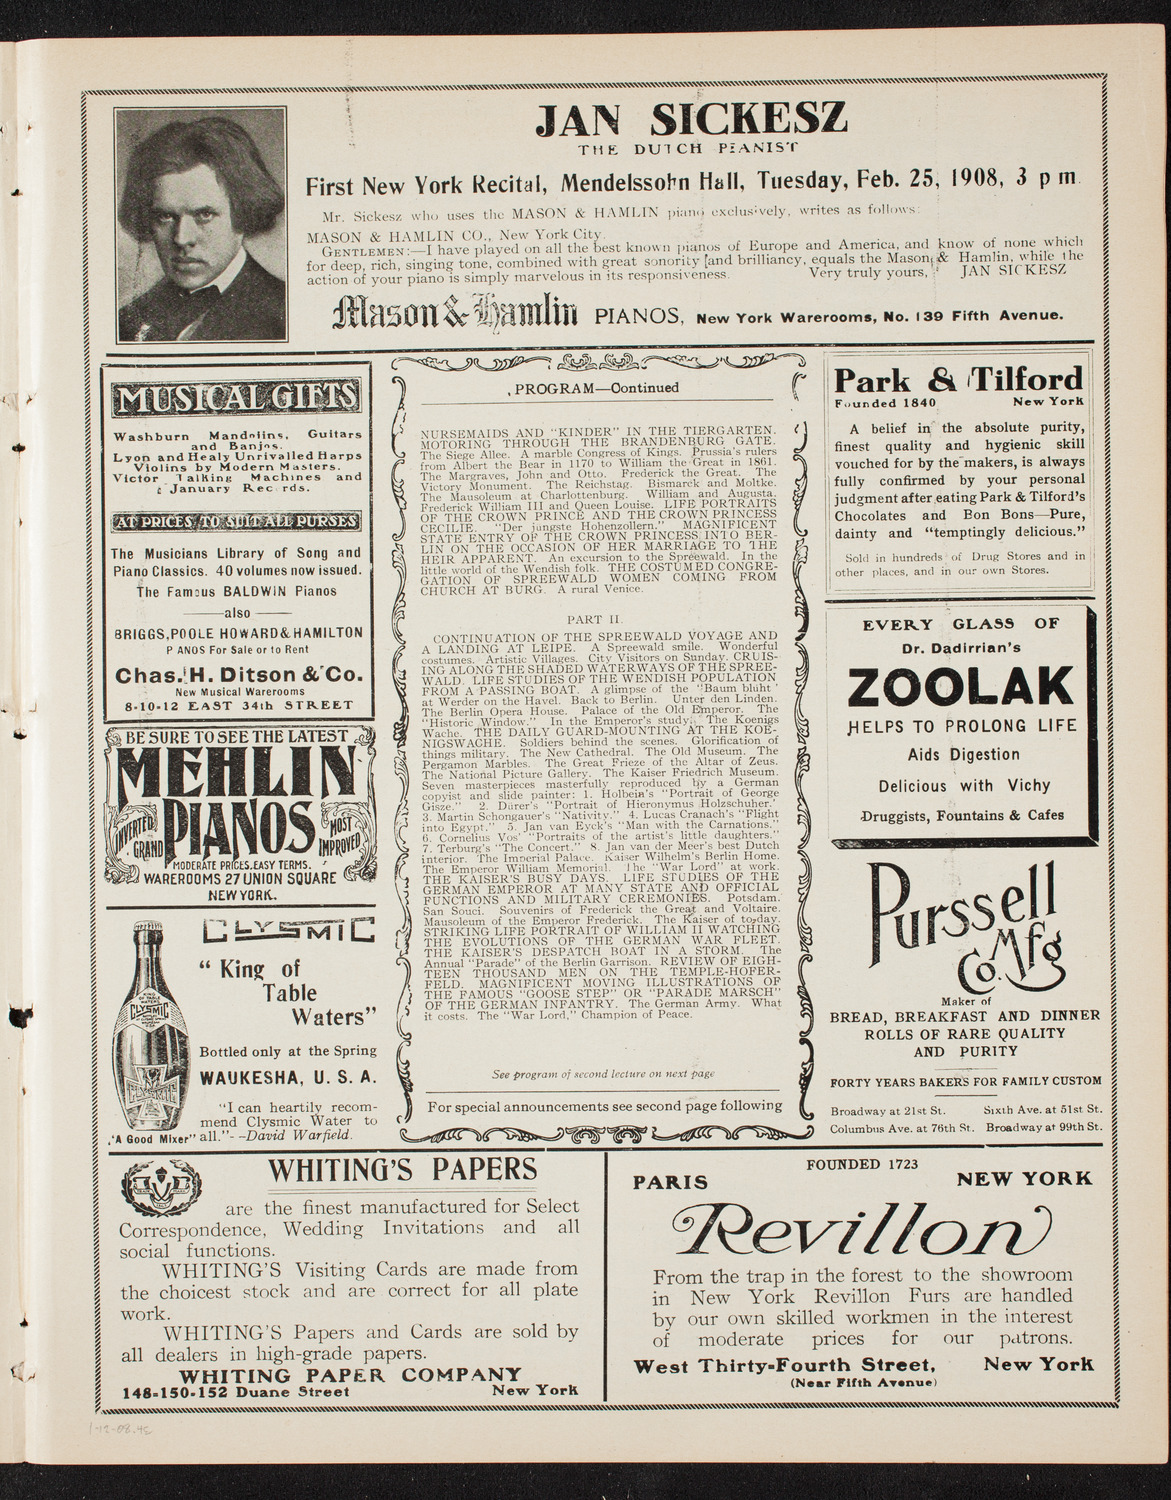 JAN SICKESZ
THE DUTCH PIANIST
First New York Recital, Mendelssohn Hall, Tuesday, Feb. 25, 1908, 3 p m.
Mr. Sickesz who uses the MASON & HAMLIN piano exclusively, writes as follows:
MASON & HAMLIN CO., New York City.
GENTLEMEN:—I have played on all the best known pianos of Europe and America, and know of none which
for deep, rich, singing tone, combined with great sonority and brilliancy, equals the Mason & Hamlin, while the
action of your piano is simply marvelous in its responsiveness. Very truly yours, JAN SICKESZ
Mason & Hamlin PIANOS, New York Warerooms, No. 139 Fifth Avenue.
MUSICAL GIFTS
Washburn Mandolins, Guitars
and Banjos.
Lyon and Healy Unrivalled Harps
Violins by Modern Masters.
Victor Talking Machines and
January Records.
AT PRICES TO SUIT ALL PURSES
The Musicians Library of Song and
Piano Classics. 40 volumes now issued.
The Famous BALDWIN Pianos
also
BRIGGS, POOLE HOWARD & HAMILTON
PIANOS For Sale or to Rent
Chas. H. Ditson & Co.
New Musical Warerooms
8-10-12 EAST 34th STREET
BE SURE TO SEE THE LATEST
MEHLIN
PIANOS
INVERTED
GRAND
MOST
IMPROVED
MODERATE PRICES. EASY TERMS.
WAREROOMS 27 UNION SQUARE
NEW YORK.
CLYSMIC
"King of
Table
Waters"
Bottled only at the Spring
WAUKESHA, U. S. A.
"I can heartily recom-
mend Clysmic Water to
all."—David Warfield.
"A Good Mixer"
KING OF TABLE WATERS
CLYSMIC
CLYSMIC
PROGRAM—Continued
NURSEMAIDS AND "KINDER" IN THE TIERGARTEN.
MOTORING THROUGH THE BRANDENBURG GATE.
The Siege Allee. A marble Congress of Kings. Prussia's rulers
from Albert the Bear in 1170 to William the Great in 1861.
The Margraves, John and Otto. Frederick the Great. The
Victory Monument. The Reichstag. Bismarck and Moltke.
The Mausoleum at Charlottenburg. William and Augusta.
Frederick William III and Queen Louise. LIFE PORTRAITS
OF THE CROWN PRINCE AND THE CROWN PRINCESS
CECILIE. "Der jungste Hohenzollern." MAGNIFICENT
STATE ENTRY OF THE CROWN PRINCESS INTO BER-
LIN ON THE OCCASION OF HER MARRIAGE TO THE
HEIR APPARENT. An excursion to the Spreewald. In the
little world of the Wendish folk. THE COSTUMED CONGRE-
GATION OF SPREEWALD WOMEN COMING FROM
CHURCH AT BURG. A rural Venice.
PART II.
CONTINUATION OF THE SPREEWALD VOYAGE AND
A LANDING AT LEIPE. A Spreewald smile. Wonderful
costumes. Artistic Villages. City Visitors on Sunday. CRUIS-
ING ALONG THE SHADED WATERWAYS OF THE SPREE-
WALD. LIFE STUDIES OF THE WENDISH POPULATION
FROM A PASSING BOAT. A glimpse of the "Baum bluht"
at Werder on the Havel. Back to Berlin. Unter den Linden.
The Berlin Opera House. Palace of the Old Emperor. The
"Historic Window." In the Emperor's study. The Koenigs
Wache. THE DAILY GUARD-MOUNTING AT THE KOE-
NIGSWACHE. Soldiers behind the scenes. Glorification of
things military. The New Cathedral. The Old Museum. The
Pergamon Marbles. The Great Frieze of the Altar of Zeus.
The National Picture Gallery. The Kaiser Friedrich Museum.
Seven masterpieces masterfully reproduced by a German
copyist and slide painter: 1. Holbein's "Portrait of George
Gisze." 2. Dürer's "Portrait of Hieronymus Holzschuher."
3. Martin Schongauer's "Nativity." 4. Lucas Cranach's "Flight
into Egypt." 5. Jan van Eyck's "Man with the Carnations."
6. Cornelius Vos' "Portraits of the artist's little daughters."
7. Terburg's "The Concert." 8. Jan van der Meer's best Dutch
interior. The Imperial Palace. Kaiser Wilhelm's Berlin Home.
The Emperor William Memorial. The "War Lord" at work.
THE KAISER'S BUSY DAYS. LIFE STUDIES OF THE
GERMAN EMPEROR AT MANY STATE AND OFFICIAL
FUNCTIONS AND MILITARY CEREMONIES. Potsdam.
San Souci. Souvenirs of Frederick the Great and Voltaire.
Mausoleum of the Emperor Frederick. The Kaiser of today.
STRIKING LIFE PORTRAIT OF WILLIAM II WATCHING
THE EVOLUTIONS OF THE GERMAN WAR FLEET.
THE KAISER'S DESPATCH BOAT IN A STORM. The
Annual "Parade" of the Berlin Garrison. REVIEW OF EIGH-
TEEN THOUSAND MEN ON THE TEMPLE-HOFER-
FELD. MAGNIFICENT MOVING ILLUSTRATIONS OF
THE FAMOUS "GOOSE STEP" OR "PARADE MARSCH"
OF THE GERMAN INFANTRY. The German Army. What
it costs. The "War Lord," Champion of Peace.
See program of second lecture on next page
For special announcements see second page following
Park & Tilford
Founded 1840 New York
A belief in the absolute purity,
finest quality and hygienic skill
vouched for by the makers, is always
fully confirmed by your personal
judgment after eating Park & Tilford's
Chocolates and Bon Bons—Pure,
dainty and "temptingly delicious."
Sold in hundreds of Drug Stores and in
other places, and in our own Stores.
EVERY GLASS OF
Dr. Dadirrian's
ZOOLAK
HELPS TO PROLONG LIFE
Aids Digestion
Delicious with Vichy
Druggists, Fountains & Cafes
Purssell
Mfg
Co.
Maker of
BREAD, BREAKFAST AND DINNER
ROLLS OF RARE QUALITY
AND PURITY
FORTY YEARS BAKERS FOR FAMILY CUSTOM
Broadway at 21st St. Sixth Ave. at 51st St.
Columbus Ave. at 76th St. Broadway at 99th St.
WHITING'S PAPERS
are the finest manufactured for Select
Correspondence, Wedding Invitations and all
social functions.
WHITING'S Visiting Cards are made from
the choicest stock and are correct for all plate
work.
WHITING'S Papers and Cards are sold by
all dealers in high-grade papers.
WHITING PAPER COMPANY
148-150-152 Duane Street New York
FOUNDED 1723
PARIS NEW YORK
Revillon
From the trap in the forest to the showroom
in New York Revillon Furs are handled
by our own skilled workmen in the interest
of moderate prices for our patrons.
West Thirty-Fourth Street, New York
(Near Fifth Avenue)
1-12-08.4E